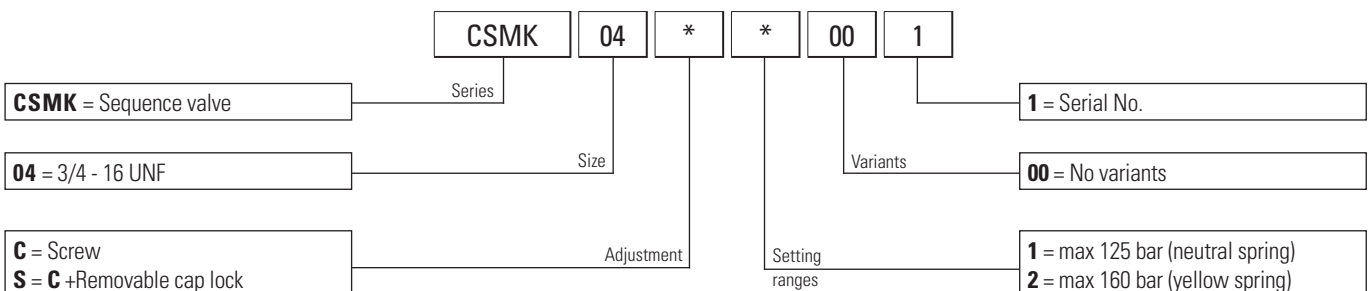 CSMK 04 * * 00 1
Series
CSMK = Sequence valve
1 = Serial No.
Size
Variants
04 = 3/4 - 16 UNF
00 = No variants
Adjustment
Setting
ranges
C = Screw
S = C +Removable cap lock
1 = max 125 bar (neutral spring)
2 = max 160 bar (yellow spring)